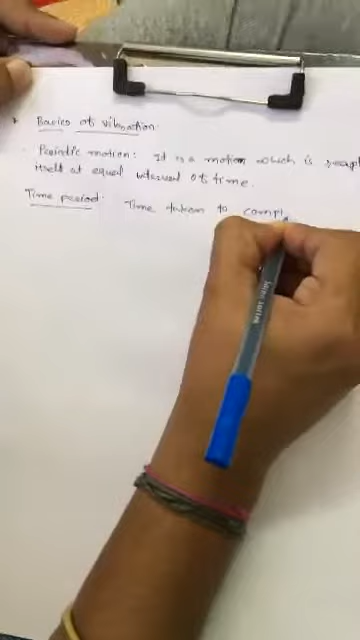 * Basics of vibration
- Periodic motion: It is a motion which is reapt
itself at equal interval of time.
Time period: Time taken to compl